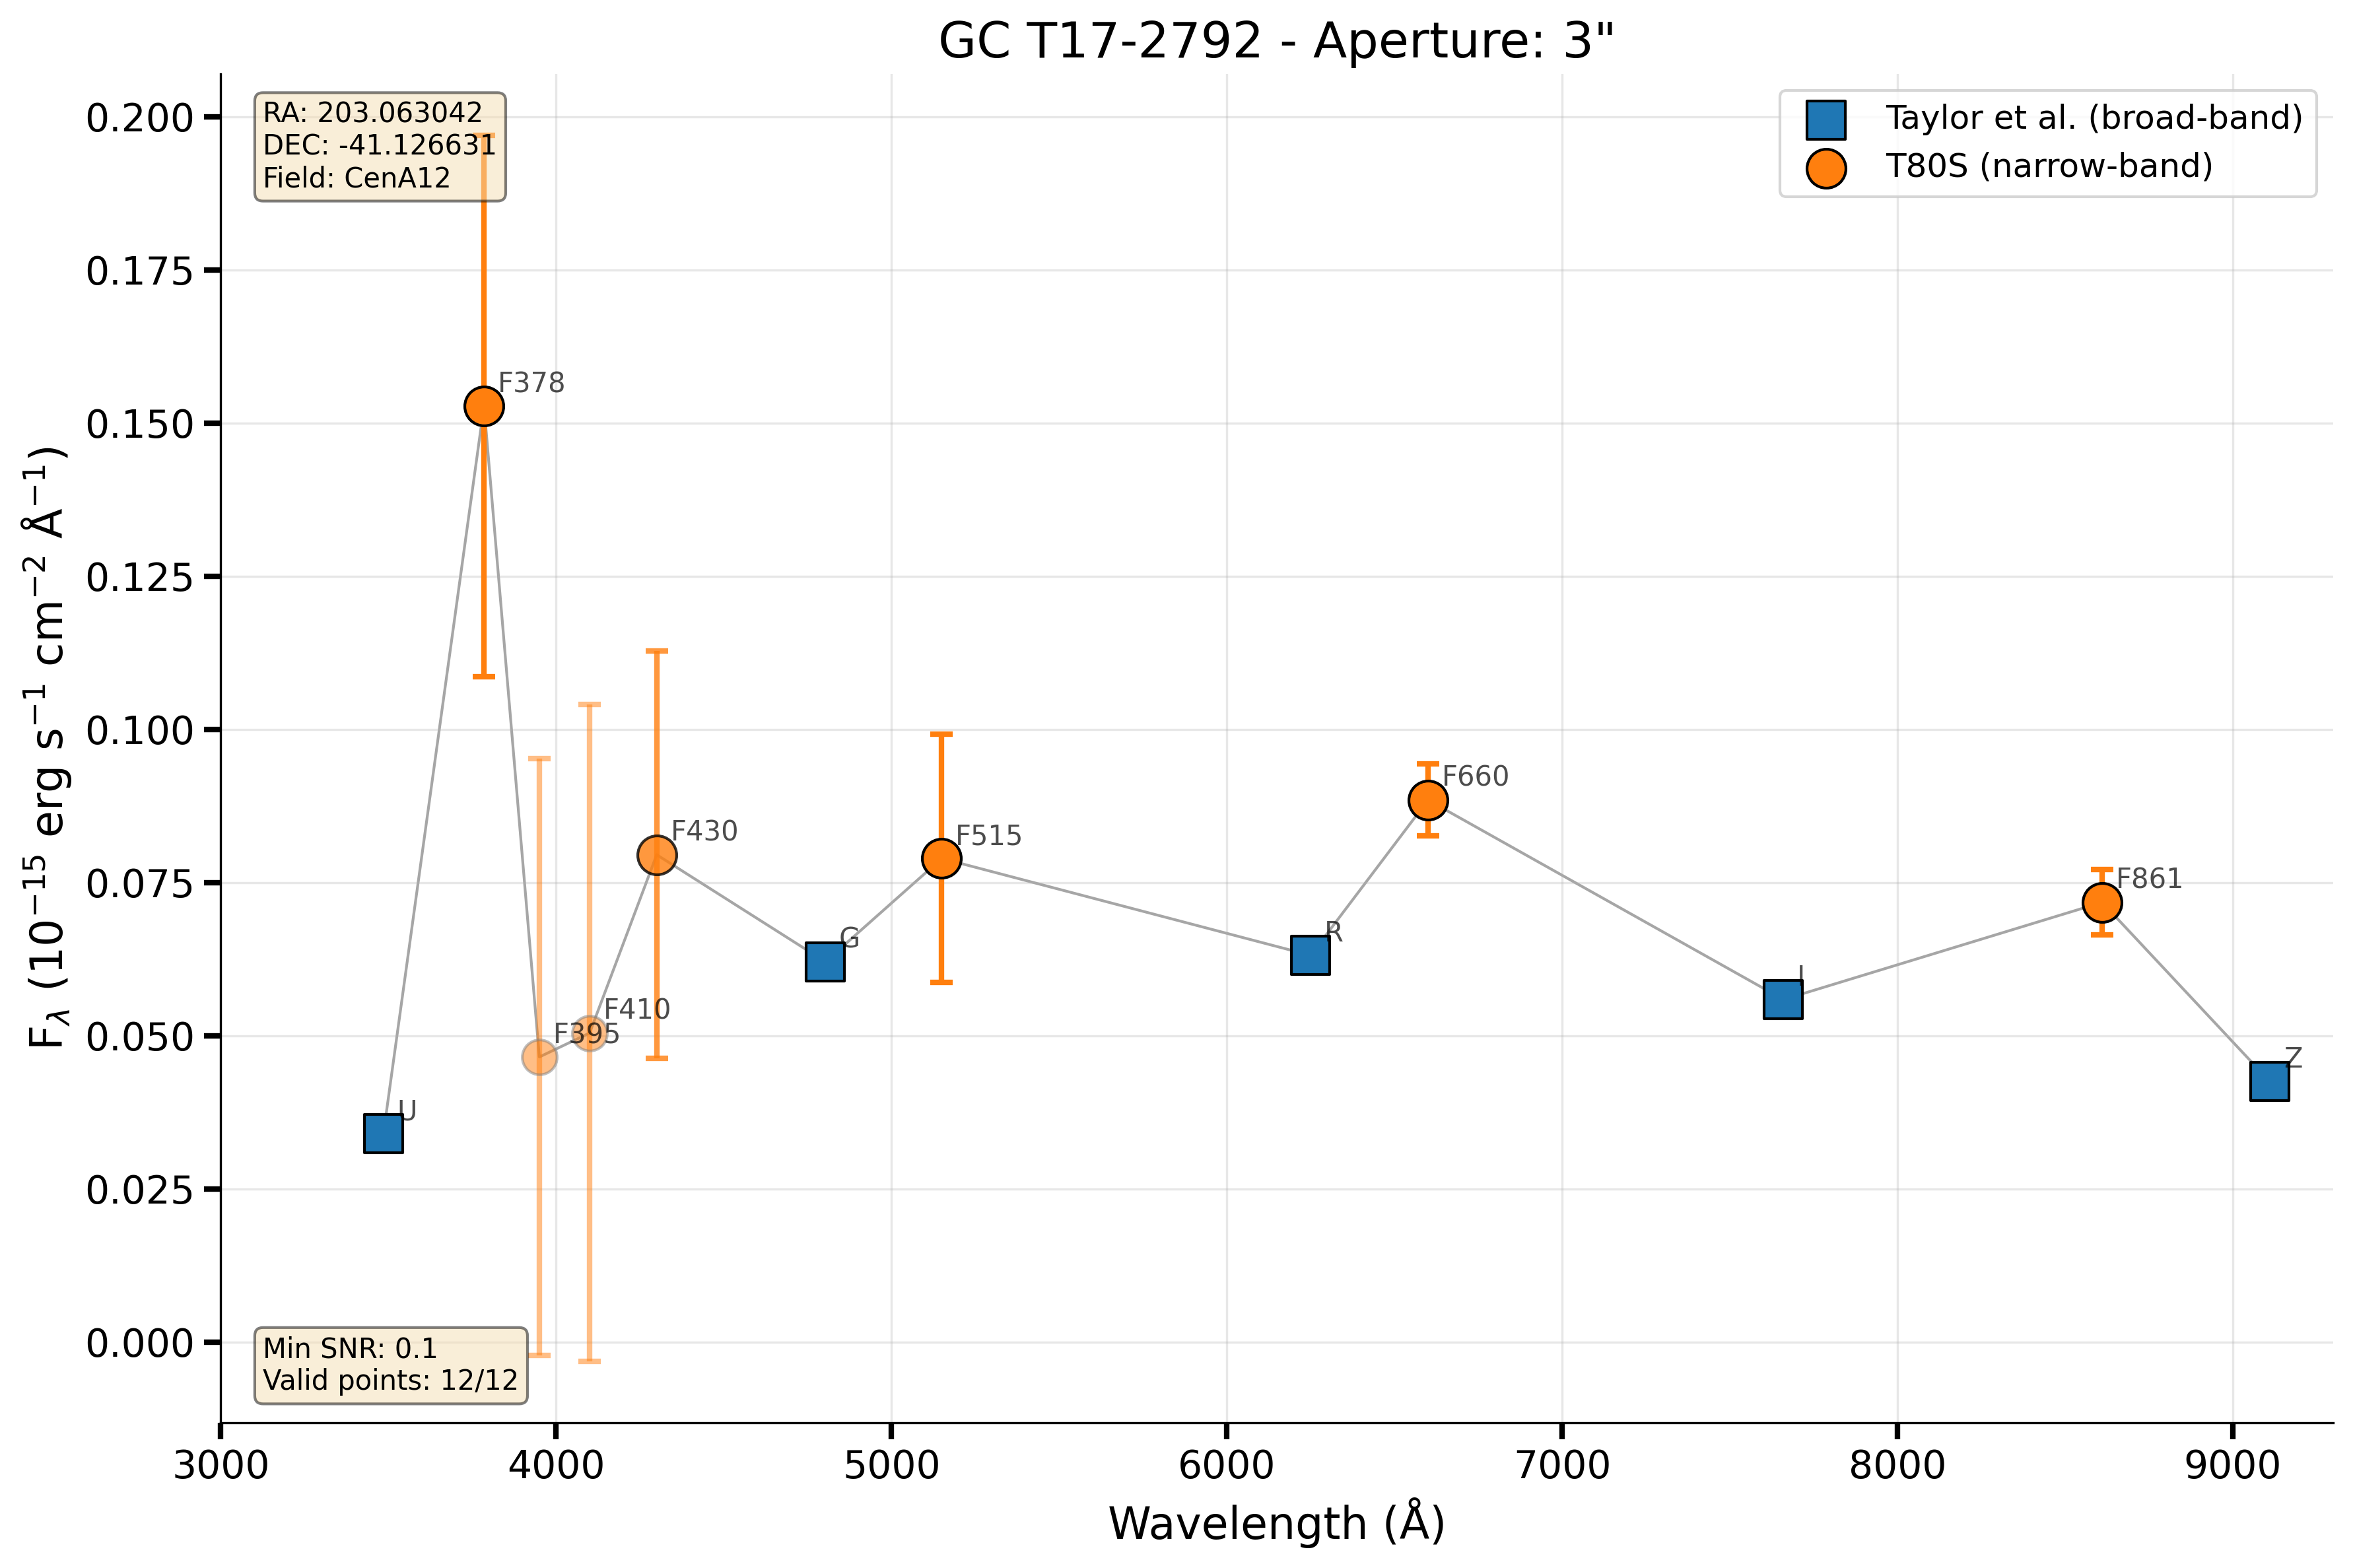 GC T17-2792 - Aperture: 3"
RA: 203.063042
DEC: -41.126631
Field: CenA12
Taylor et al. (broad-band)
T80S (narrow-band)
0.200
0.175
0.150
0.125
0.100
0.075
0.050
0.025
0.000
F_λ (10⁻¹⁵ erg s⁻¹ cm⁻² Å⁻¹)
U
F378
F395
F410
F430
G
F515
R
F660
I
F861
Z
Min SNR: 0.1
Valid points: 12/12
3000 4000 5000 6000 7000 8000 9000
Wavelength (Å)